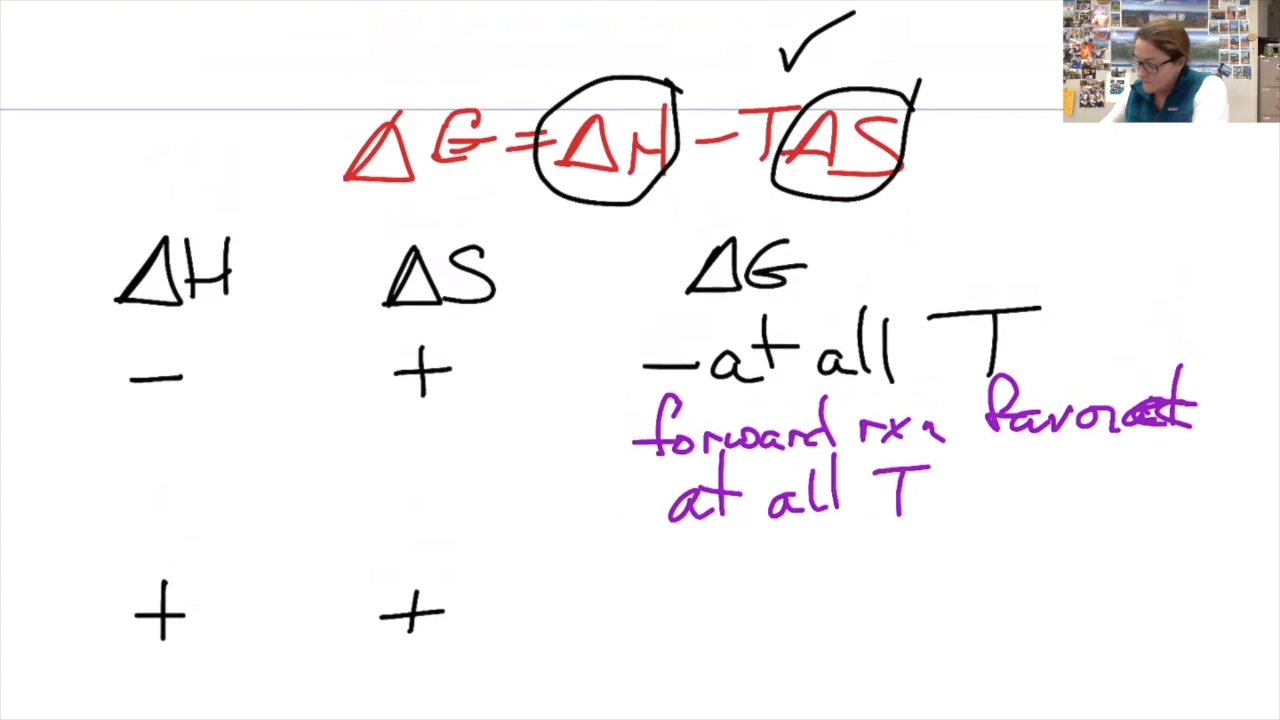 ΔG = ΔH - TΔS
ΔH ΔS ΔG
- + - at all T
forward rxn favored
at all T
+ +